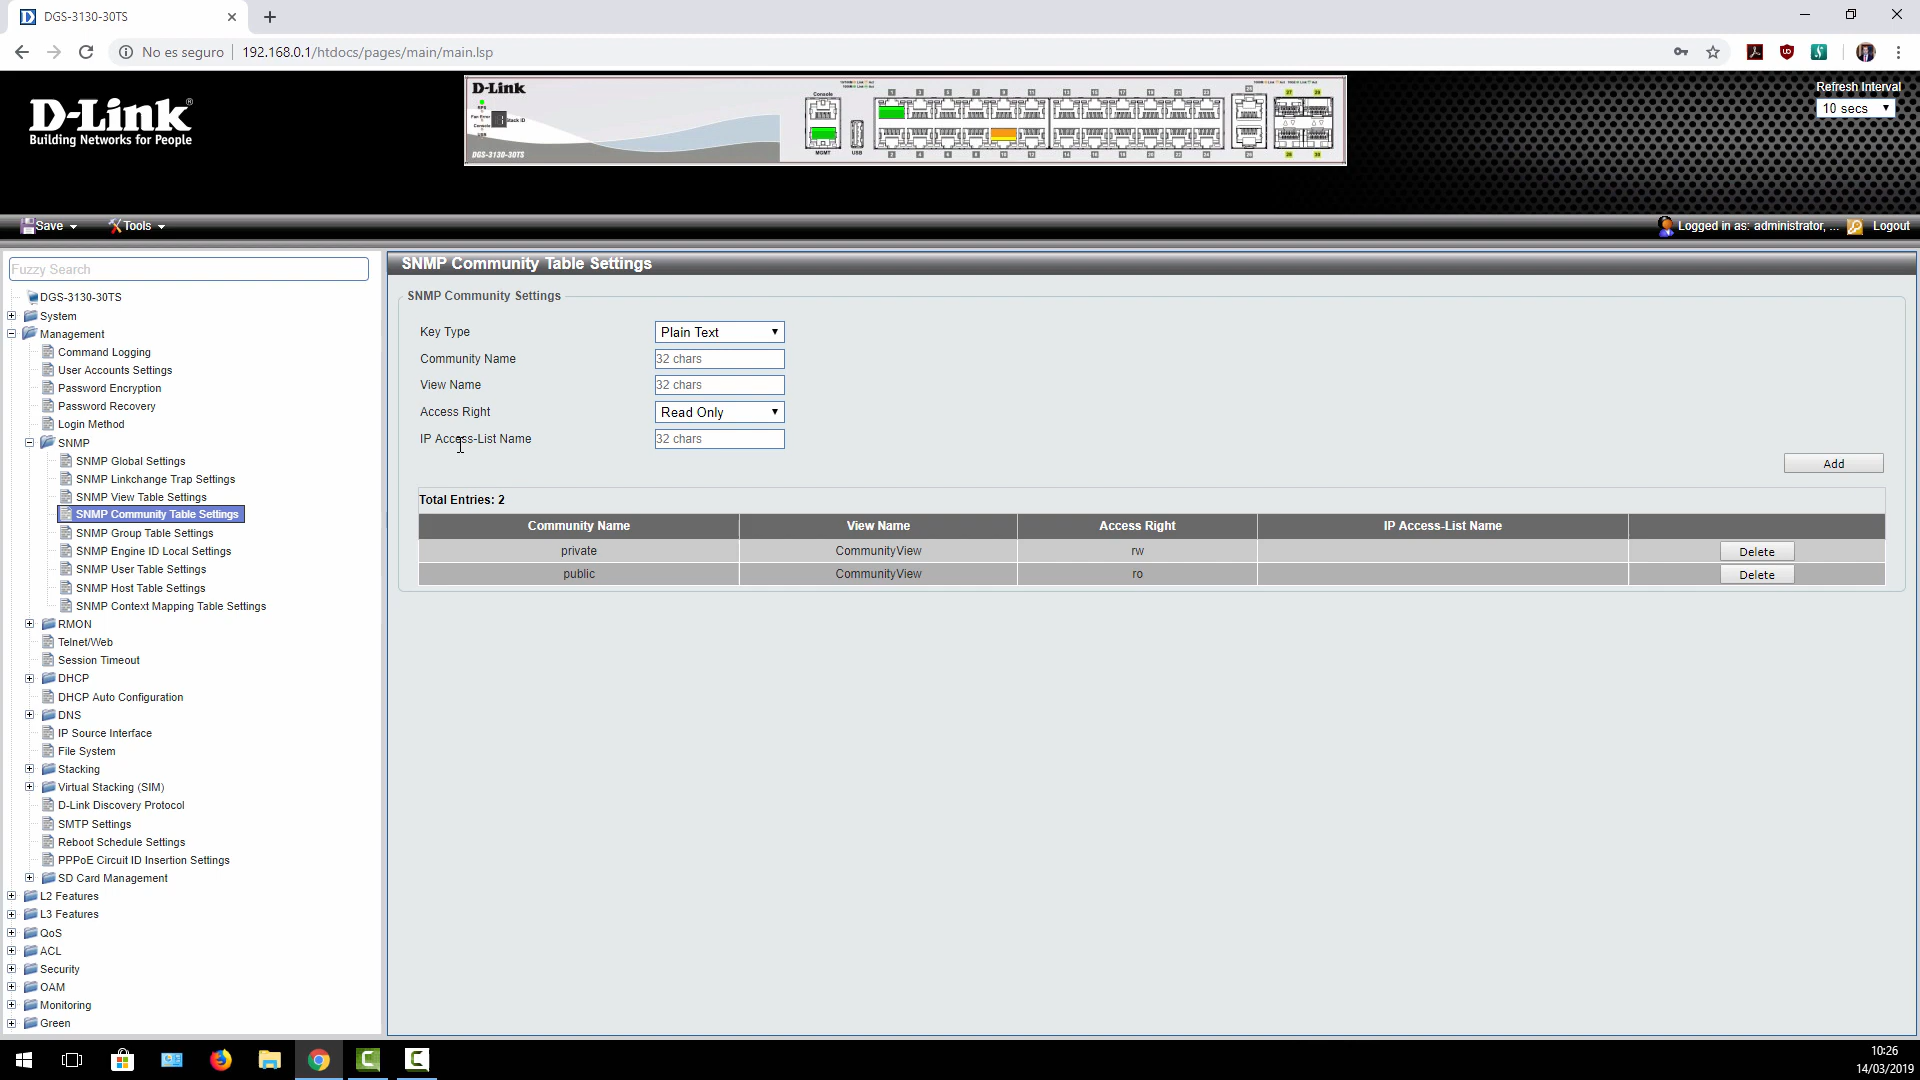 DGS-3130-30TS
No es seguro
192.168.0.1/htdocs/pages/main/main.lsp
D-Link
Building Networks for People
D-Link
Console
MGMT
USB
DGS-3130-30TS
Refresh Interval
10 secs
Save
Tools
Logged in as: administrator, ...
Logout
Fuzzy Search
DGS-3130-30TS
System
Management
Command Logging
User Accounts Settings
Password Encryption
Password Recovery
Login Method
SNMP
SNMP Global Settings
SNMP Linkchange Trap Settings
SNMP View Table Settings
SNMP Community Table Settings
SNMP Group Table Settings
SNMP Engine ID Local Settings
SNMP User Table Settings
SNMP Host Table Settings
SNMP Context Mapping Table Settings
RMON
Telnet/Web
Session Timeout
DHCP
DHCP Auto Configuration
DNS
IP Source Interface
File System
Stacking
Virtual Stacking (SIM)
D-Link Discovery Protocol
SMTP Settings
Reboot Schedule Settings
PPPoE Circuit ID Insertion Settings
SD Card Management
L2 Features
L3 Features
QoS
ACL
Security
OAM
Monitoring
Green
SNMP Community Table Settings
SNMP Community Settings
Key Type Plain Text
Community Name 32 chars
View Name 32 chars
Access Right Read Only
IP Access-List Name 32 chars
Add
Total Entries: 2
Community Name View Name Access Right IP Access-List Name
private CommunityView rw Delete
public CommunityView ro Delete
10:26
14/03/2019